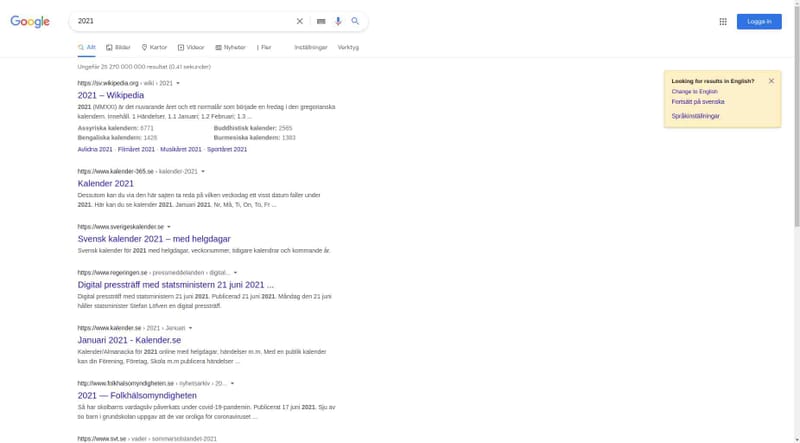 Google
2021
Logga in
Allt Bilder Kartor Videor Nyheter Fler Inställningar Verktyg
Ungefär 25 270 000 000 resultat (0,41 sekunder)
https://sv.wikipedia.org › wiki › 2021
2021 – Wikipedia
2021 (MMXXI) är det nuvarande året och ett normalår som började en fredag i den gregorianska
kalendern. Innehåll. 1 Händelser. 1.1 Januari; 1.2 Februari; 1.3 ...
Assyriska kalendern: 6771 Buddhistisk kalender: 2565
Bengaliska kalendern: 1428 Burmesiska kalendern: 1383
Avlidna 2021 · Filmåret 2021 · Musikåret 2021 · Sportåret 2021
https://www.kalender-365.se › kalender-2021
Kalender 2021
Dessutom kan du via den här sajten ta reda på vilken veckodag ett visst datum faller under
2021. Här kan du se kalender 2021. Januari 2021. Nr, Må, Ti, On, To, Fr ...
https://www.sverigeskalender.se
Svensk kalender 2021 – med helgdagar
Svensk kalender för 2021 med helgdagar, veckonummer, tidigare kalendrar och kommande år.
https://www.regeringen.se › pressmeddelanden › digital...
Digital pressträff med statsministern 21 juni 2021 ...
Digital pressträff med statsministern 21 juni 2021. Publicerad 21 juni 2021. Måndag den 21 juni
håller statsminister Stefan Löfven en digital pressträff.
https://www.kalender.se › 2021 › Januari
Januari 2021 - Kalender.se
Kalender/Almanacka för 2021 online med helgdagar, händelser m.m. Med en publik kalender
kan din Förening, Företag, Skola m.m publicera händelser ...
http://www.folkhalsomyndigheten.se › nyhetsarkiv › 20...
2021 — Folkhälsomyndigheten
Så har skolbarns vardagsliv påverkats under covid-19-pandemin. Publicerat 17 juni 2021. Sju av
tio barn i grundskolan uppgav att de var oroliga för coronaviruset ...
https://www.svt.se › vader › sommarselslandet-2021
Looking for results in English?
Change to English
Fortsätt på svenska
Språkinställningar